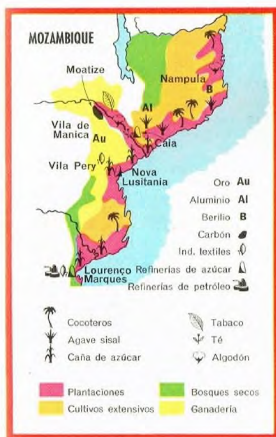 MOZAMBIQUE
Moatize
Nampula
B
Al
Vila de
Manica Au
Caia
Vila Pery
Nova
Lusitania
Oro Au
Aluminio Al
Berilio B
Carbón
Ind. textiles
Lourenço
Marques
Refinerias de azúcar
Refinerias de petróleo
Cocoteros
Tabaco
Agave sisal
Té
Caña de azúcar
Algodón
Plantaciones
Bosques secos
Cultivos extensivos
Ganadería